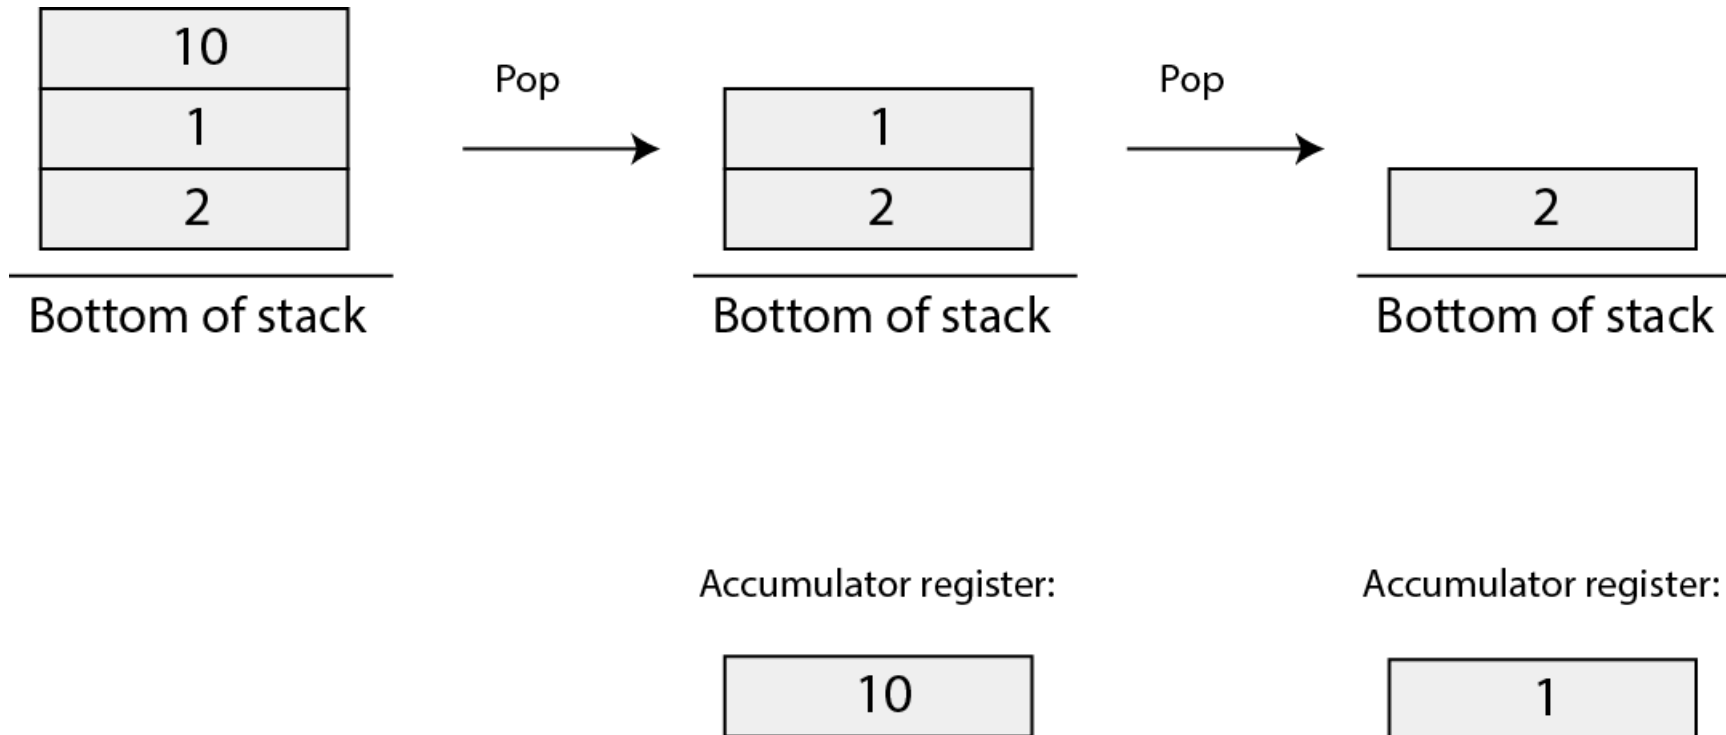 10
1
2
Bottom of stack
Pop
1
2
Bottom of stack
Pop
2
Bottom of stack
Accumulator register:
10
Accumulator register:
1